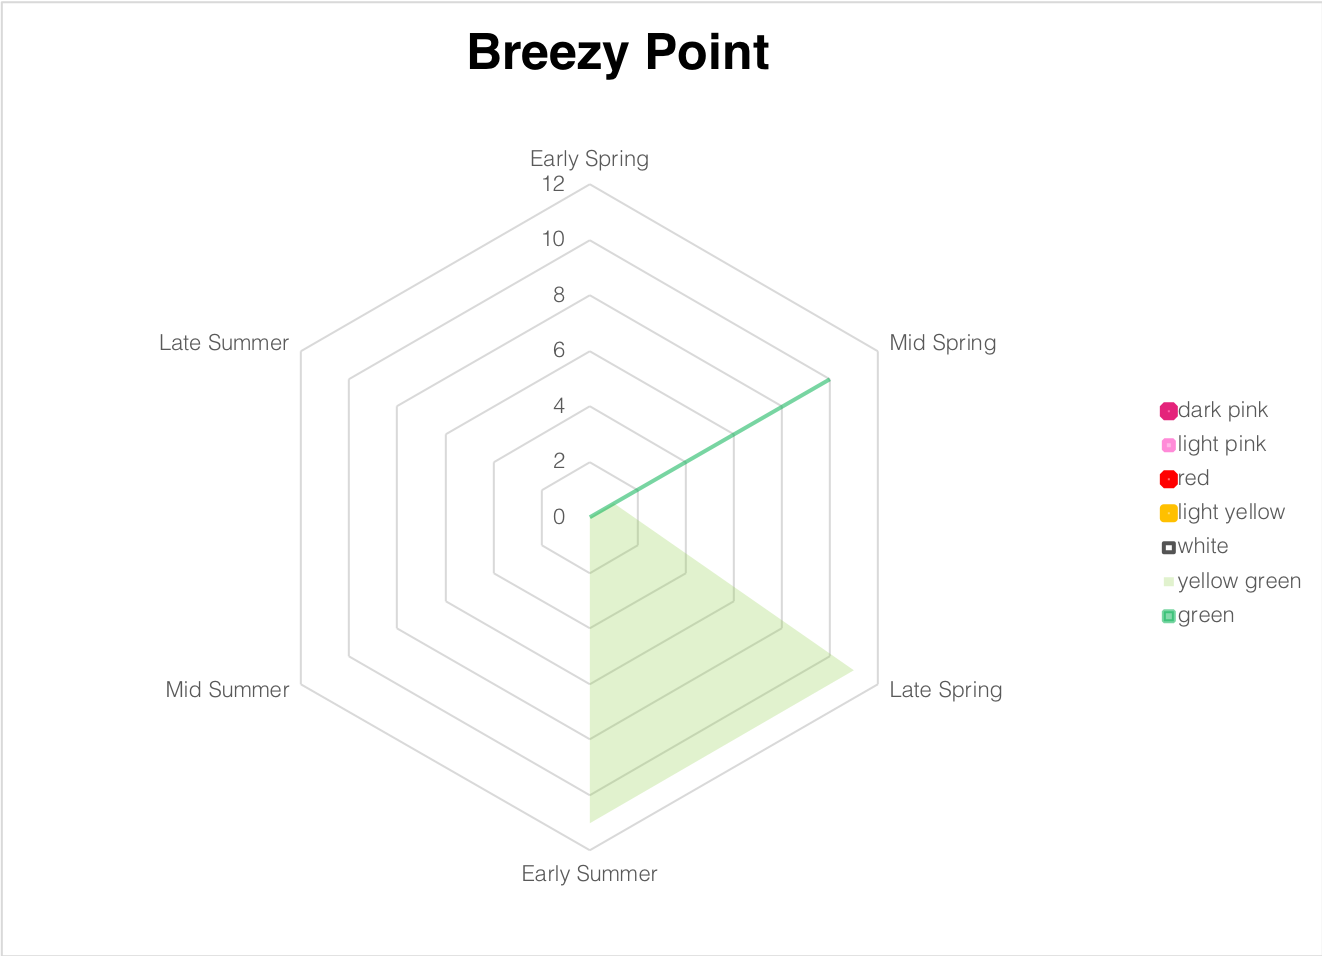 Breezy Point
Early Spring
12
10
8
6
4
2
0
Late Summer
Mid Spring
Mid Summer
Late Spring
Early Summer
dark pink
light pink
red
light yellow
white
yellow green
green